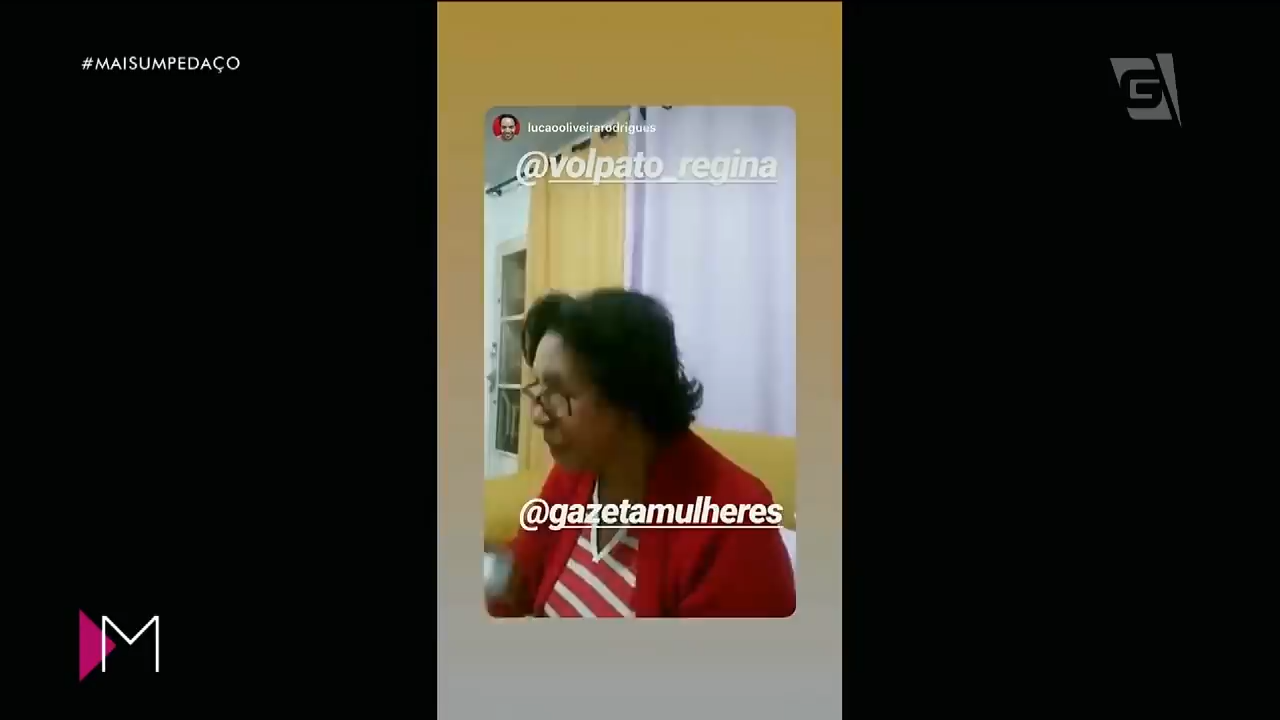 #MAISUMPEDAÇO
G
lucaooliveirarodrigues
@volpato_regina
@gazetamulheres
M